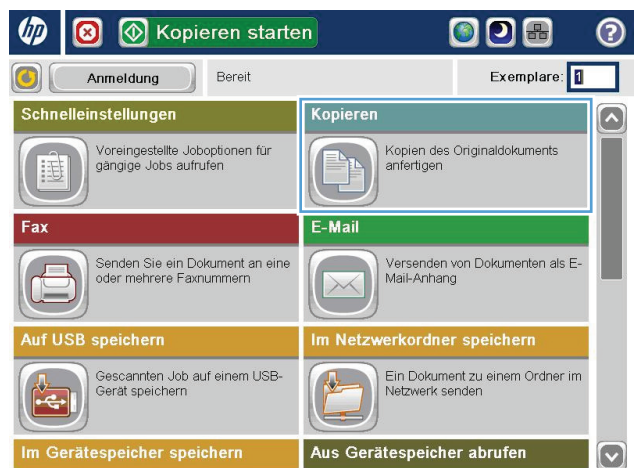 hp
Kopieren starten
?
Anmeldung
Bereit
Exemplare: 1
Schnelleinstellungen
Voreingestellte Joboptionen für
gängige Jobs aufrufen
Kopieren
Kopien des Originaldokuments
anfertigen
Fax
Senden Sie ein Dokument an eine
oder mehrere Faxnummern
E-Mail
Versenden von Dokumenten als E-
Mail-Anhang
Auf USB speichern
Gescannten Job auf einem USB-
Gerät speichern
Im Netzwerkordner speichern
Ein Dokument zu einem Ordner im
Netzwerk senden
Im Gerätespeicher speichern
Aus Gerätespeicher abrufen